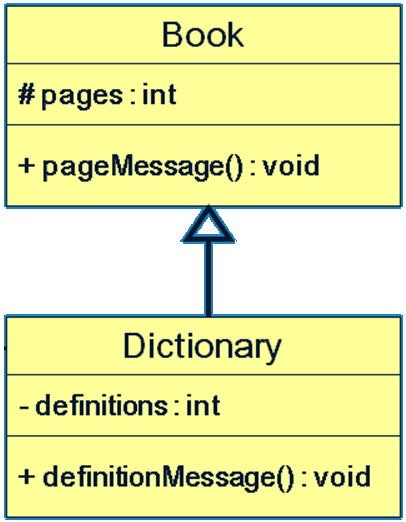 Book
# pages : int
+ pageMessage() : void
Dictionary
- definitions : int
+ definitionMessage() : void